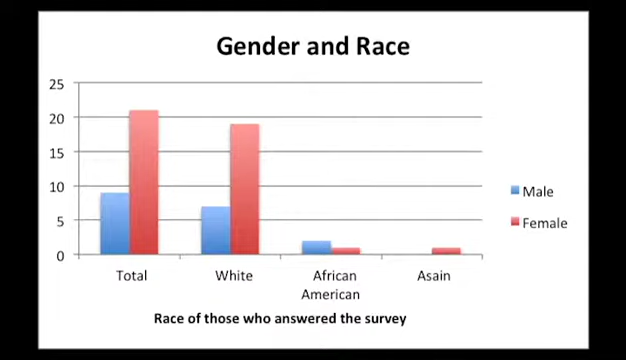 Gender and Race
25
20
15
10
5
0
Total
White
African
American
Asain
Male
Female
Race of those who answered the survey